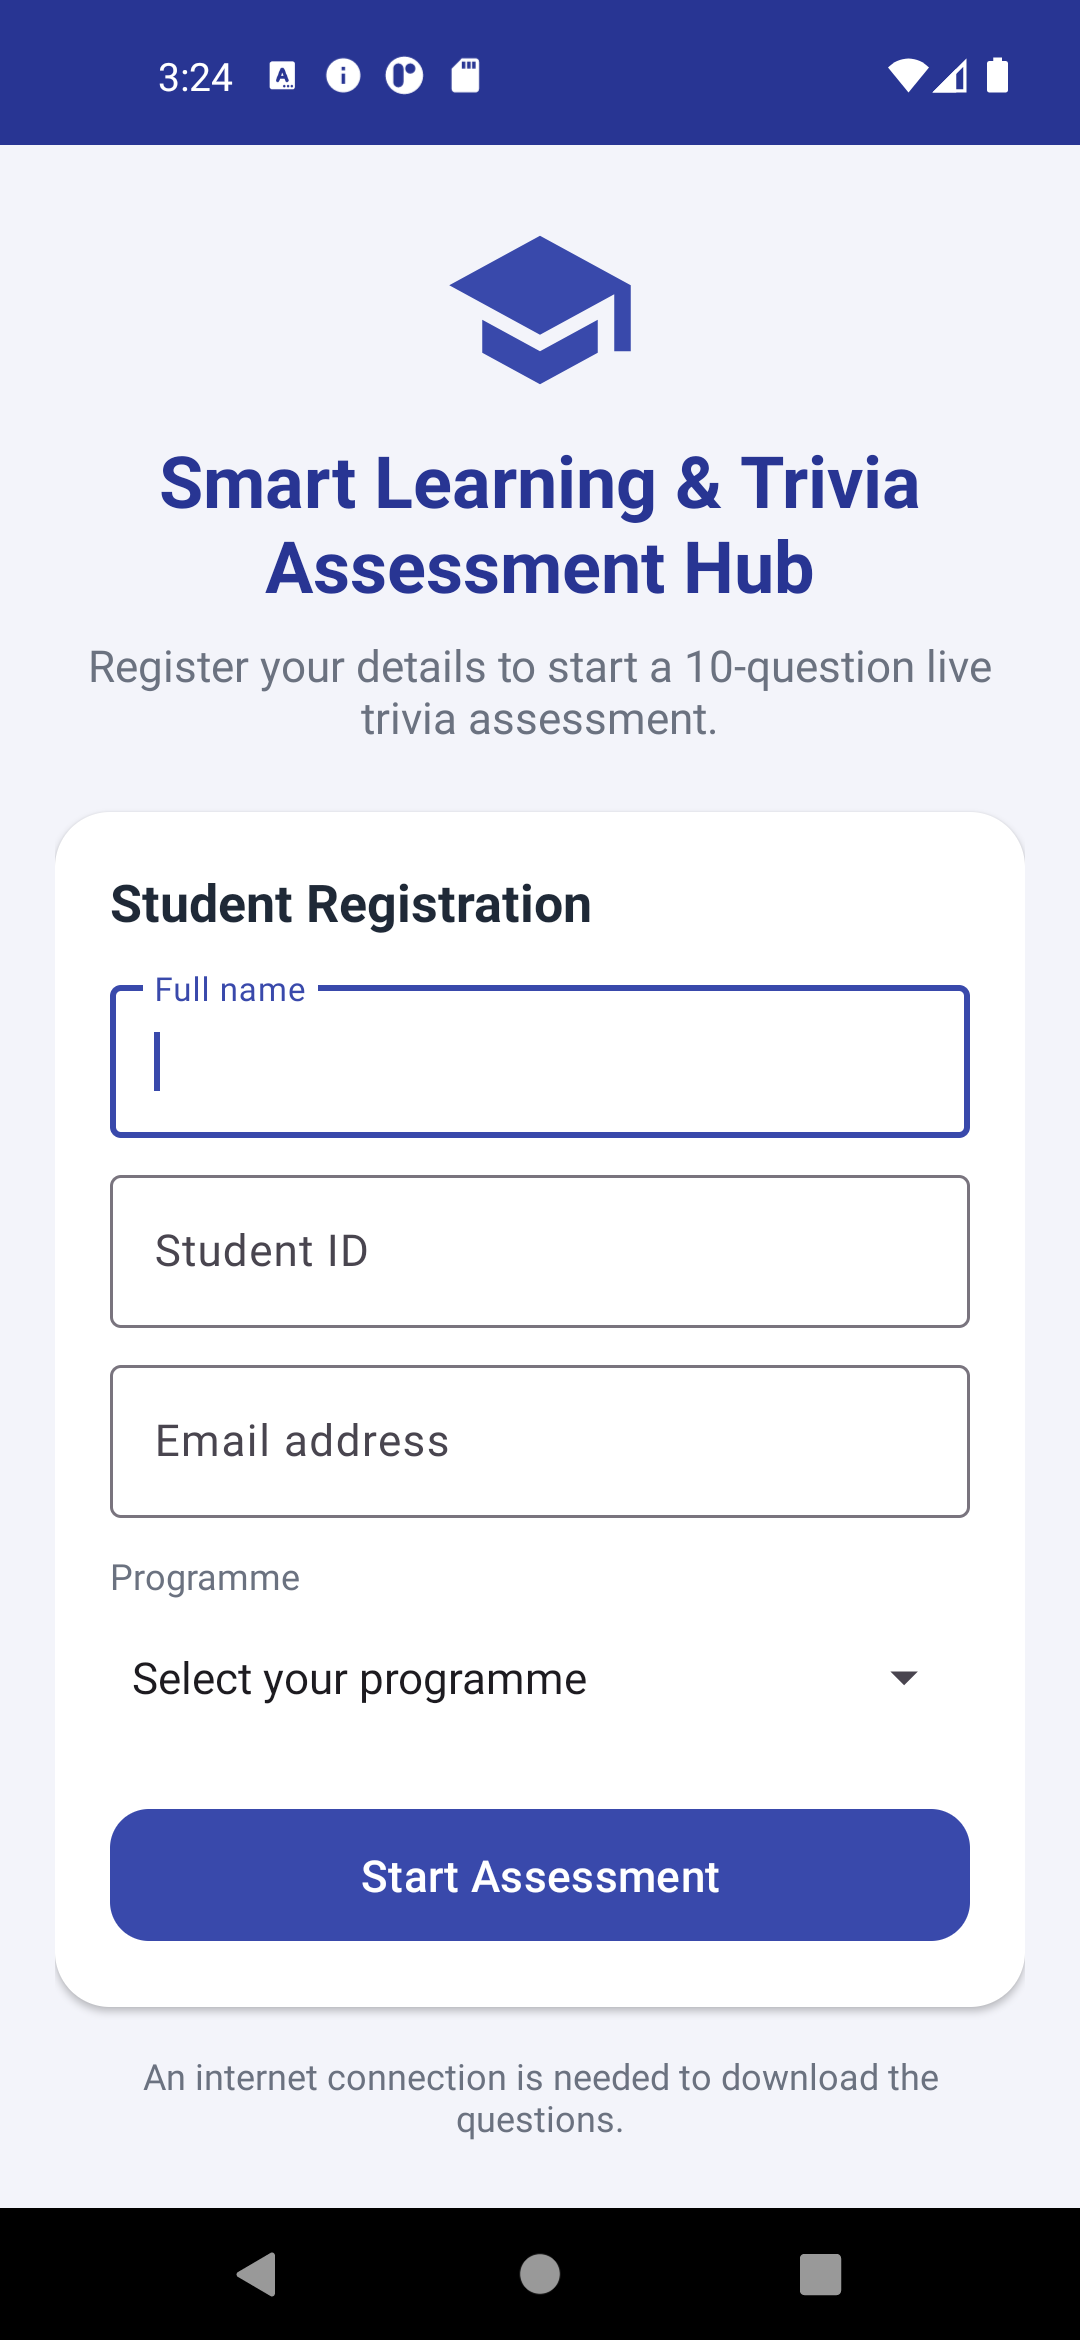 3:24
Smart Learning & Trivia
Assessment Hub
Register your details to start a 10-question live
trivia assessment.
Student Registration
Full name
Student ID
Email address
Programme
Select your programme
Start Assessment
An internet connection is needed to download the
questions.